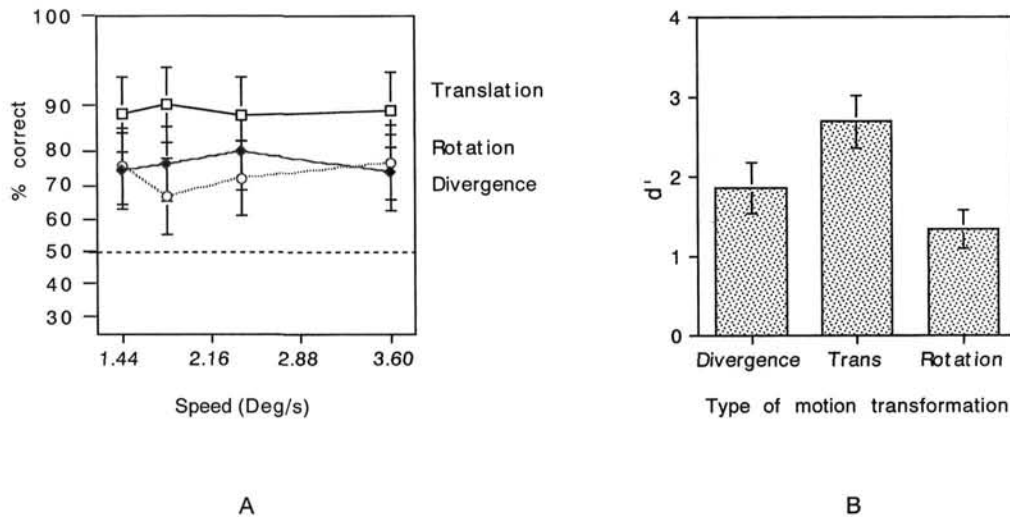 100
90
80
70
60
50
40
30
% correct
1.44 2.16 2.88 3.60
Speed (Deg/s)
Translation
Rotation
Divergence
A
4
3
2
1
0
d'
Divergence Trans Rotation
Type of motion transformation
B